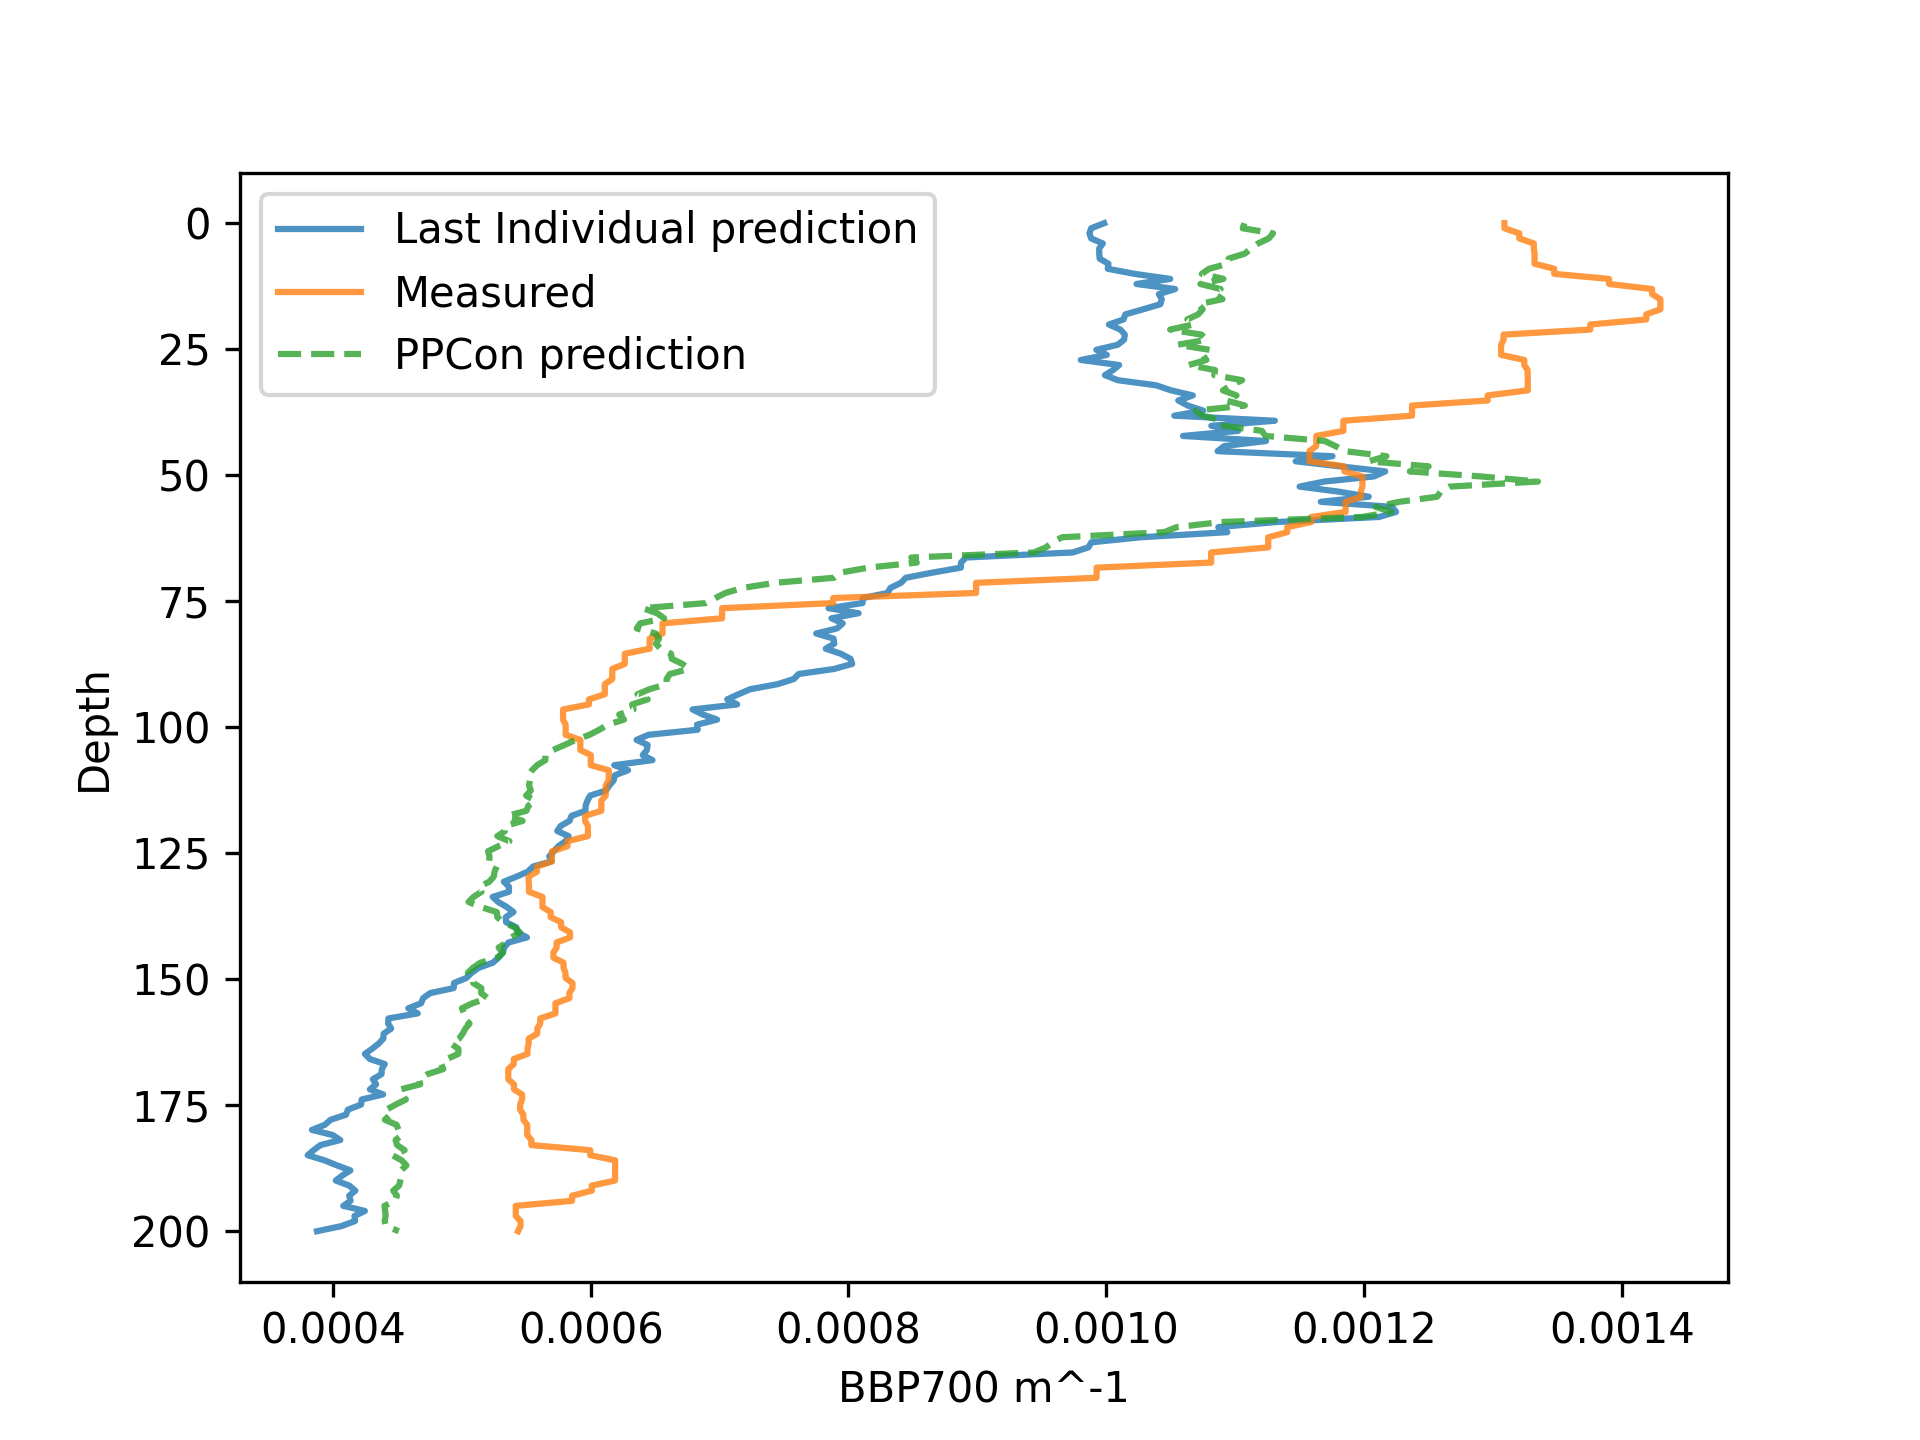 Last Individual prediction
Measured
PPCon prediction
0
25
50
75
100
125
150
175
200
Depth
0.0004 0.0006 0.0008 0.0010 0.0012 0.0014
BBP700 m^-1